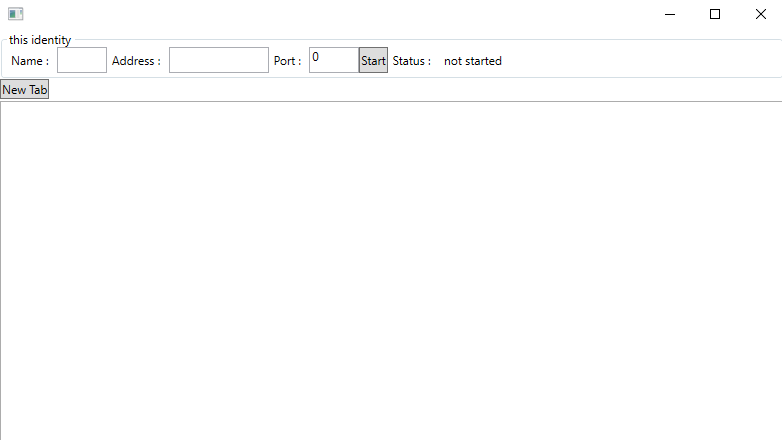 this identity
Name : Address : Port : 0 Start Status : not started
New Tab